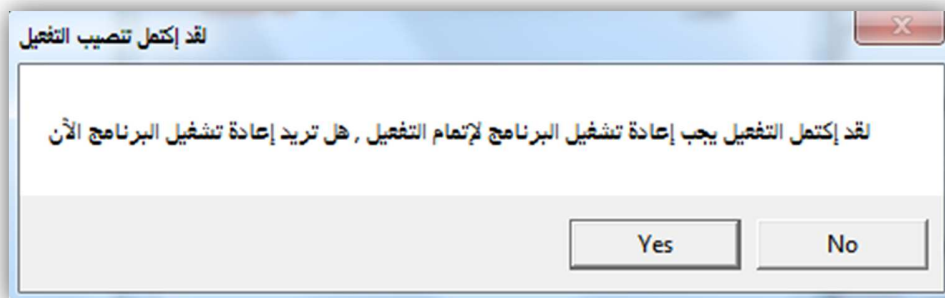 لقد إكتمل تنصيب التفعيل
لقد إكتمل التفعيل يجب إعادة تشغيل البرنامج لإتمام التفعيل , هل تريد إعادة تشغيل البرنامج الآن
Yes
No